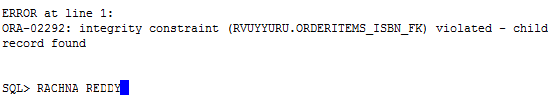 ERROR at line 1:
ORA-02292: integrity constraint (RVUYYURU.ORDERITEMS_ISBN_FK) violated - child
record found
SQL> RACHNA REDDY